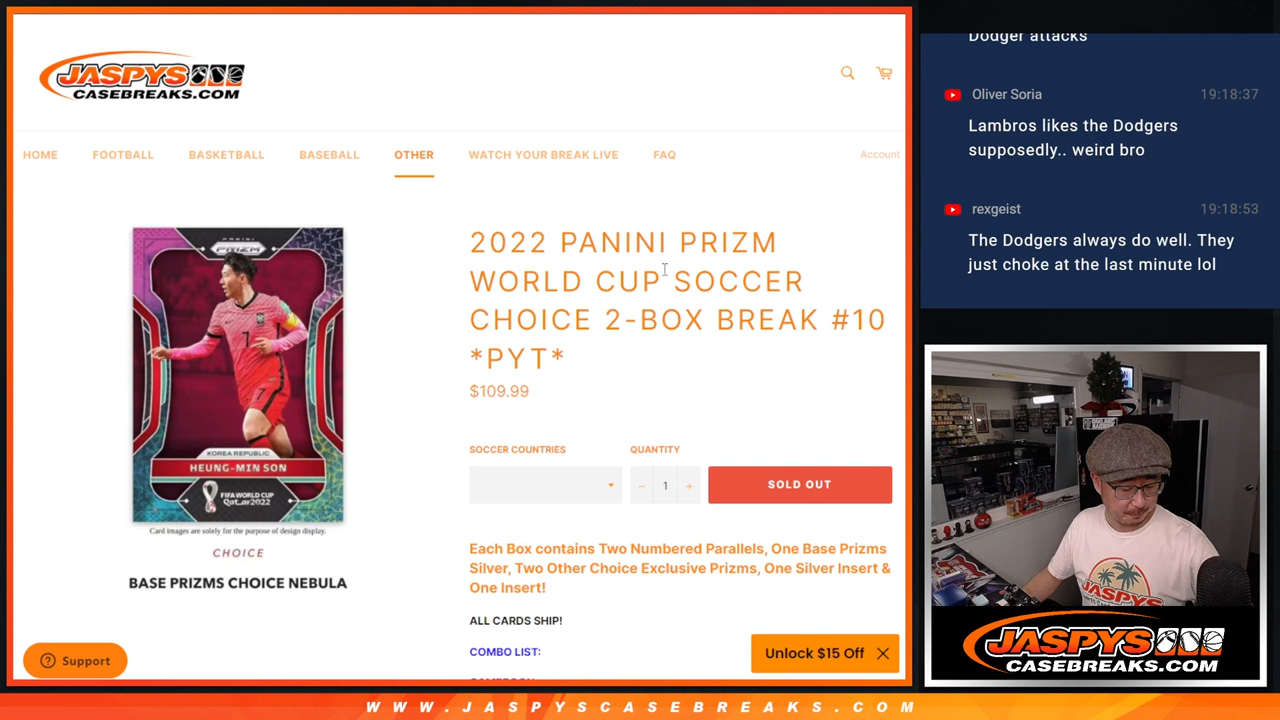 JASPYS
CASEBREAKS.COM
HOME
FOOTBALL
BASKETBALL
BASEBALL
OTHER
WATCH YOUR BREAK LIVE
FAQ
Account
PANINI
PRIZM
7
KOREA REPUBLIC
HEUNG-MIN SON
FIFA WORLD CUP
Qatar2022
Card images are solely for the purpose of design display.
CHOICE
BASE PRIZMS CHOICE NEBULA
2022 PANINI PRIZM
WORLD CUP SOCCER
CHOICE 2-BOX BREAK #10
*PYT*
$109.99
SOCCER COUNTRIES
QUANTITY
− 1 +
SOLD OUT
Each Box contains Two Numbered Parallels, One Base Prizms
Silver, Two Other Choice Exclusive Prizms, One Silver Insert &
One Insert!
ALL CARDS SHIP!
COMBO LIST:
Support
Unlock $15 Off
Dodger attacks
Oliver Soria 19:18:37
Lambros likes the Dodgers
supposedly.. weird bro
rexgeist 19:18:53
The Dodgers always do well. They
just choke at the last minute lol
JASPYS
JASPYS
CASEBREAKS.COM
WWW.JASPYSCASEBREAKS.COM